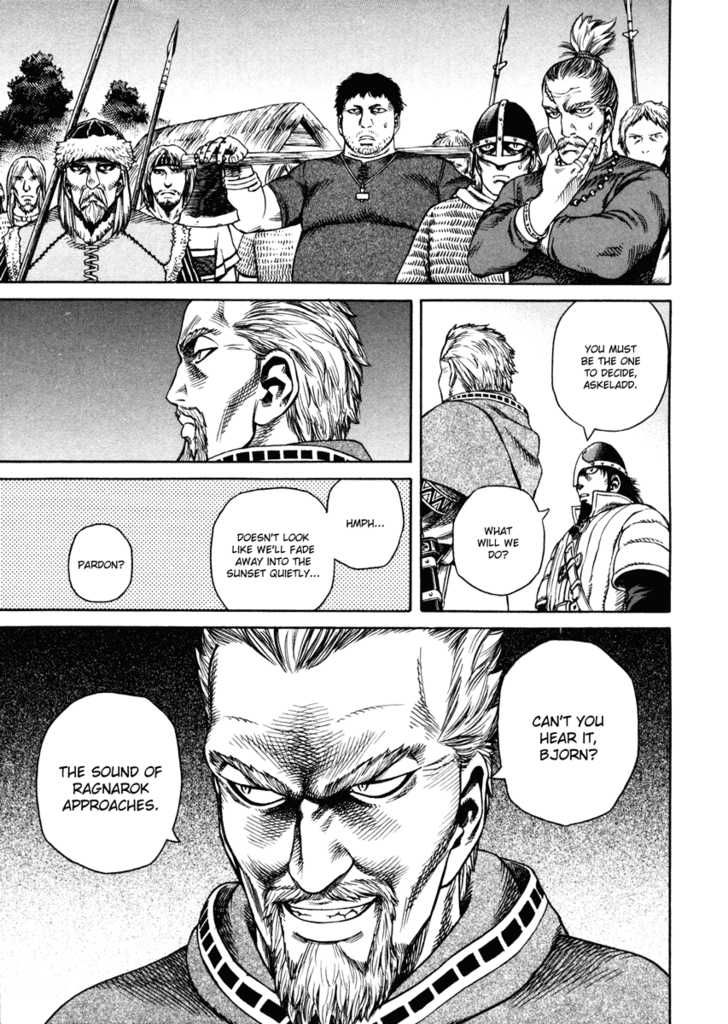 YOU MUST
BE THE ONE
TO DECIDE,
ASKELADD.
WHAT
WILL WE
DO?
HMPH...
DOESN'T LOOK
LIKE WE'LL FADE
AWAY INTO THE
SUNSET QUIETLY...
PARDON?
CAN'T YOU
HEAR IT,
BJORN?
THE SOUND OF
RAGNAROK
APPROACHES.